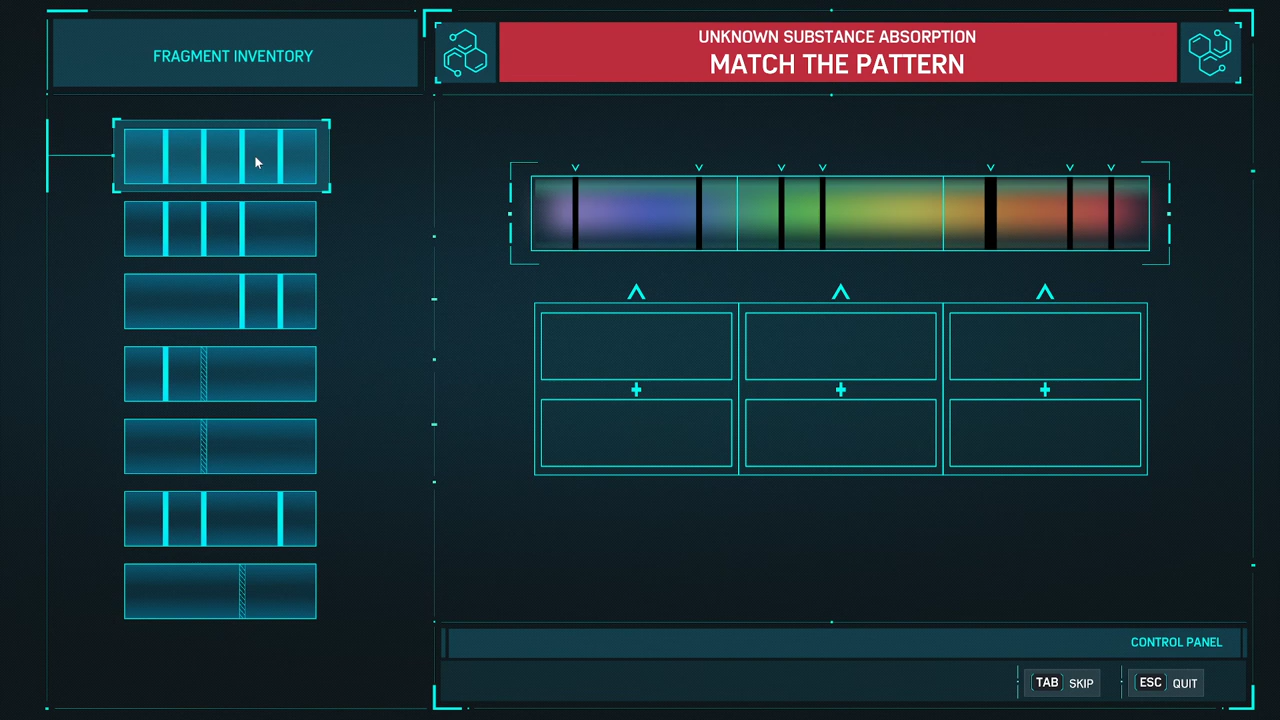 FRAGMENT INVENTORY
UNKNOWN SUBSTANCE ABSORPTION
MATCH THE PATTERN
CONTROL PANEL
TAB SKIP
ESC QUIT